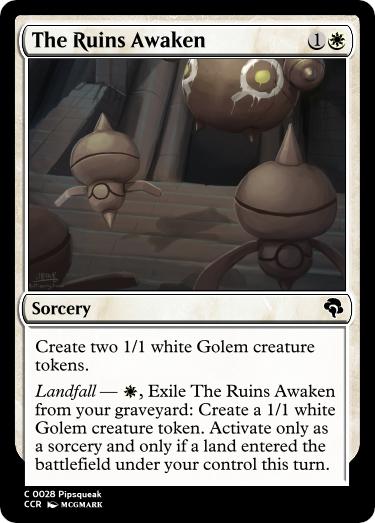 The Ruins Awaken 1
Sorcery
Create two 1/1 white Golem creature
tokens.
Landfall — , Exile The Ruins Awaken
from your graveyard: Create a 1/1 white
Golem creature token. Activate only as
a sorcery and only if a land entered the
battlefield under your control this turn.
C 0028 Pipsqueak
CCR MCGMARK